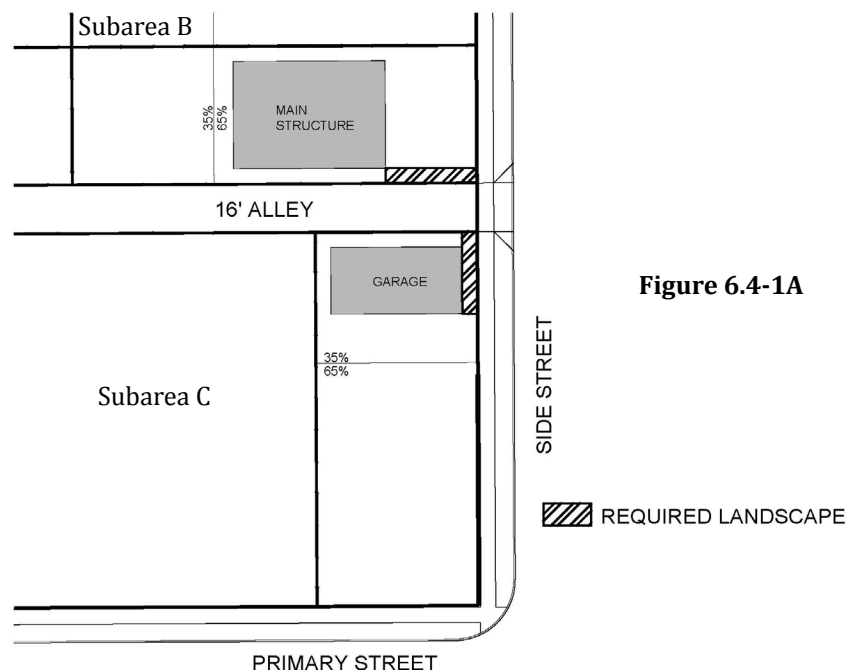 Subarea B
35%
65%
MAIN
STRUCTURE
16' ALLEY
GARAGE
Figure 6.4-1A
35%
65%
Subarea C
SIDE STREET
REQUIRED LANDSCAPE
PRIMARY STREET